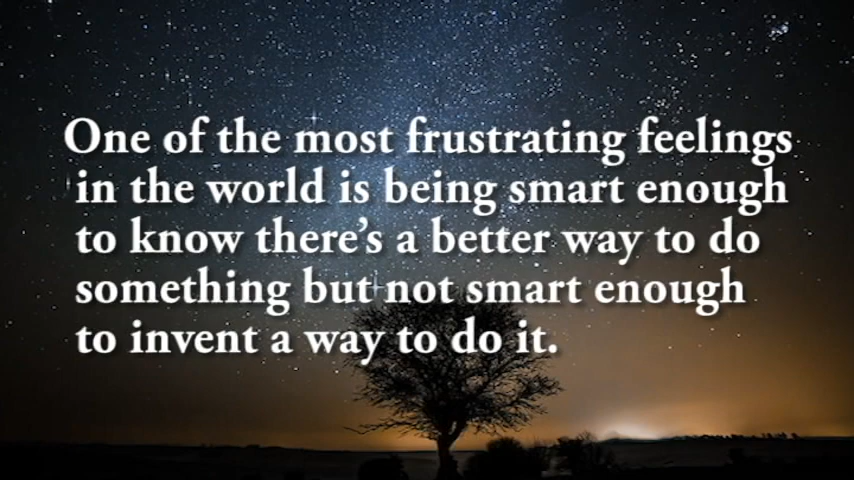 One of the most frustrating feelings
in the world is being smart enough
to know there’s a better way to do
something but not smart enough
to invent a way to do it.